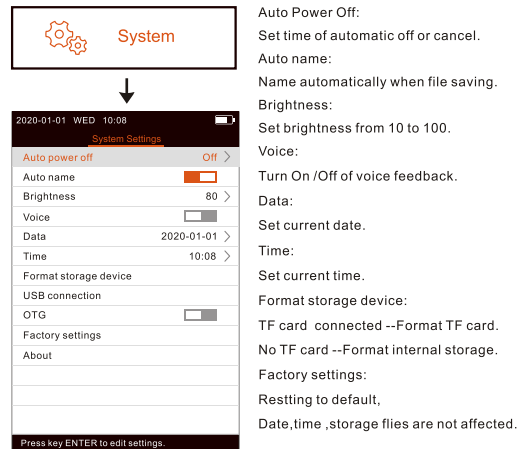 System
2020-01-01 WED 10:08
System Settings
Auto power off Off
Auto name
Brightness 80
Voice
Data 2020-01-01
Time 10:08
Format storage device
USB connection
OTG
Factory settings
About
Press key ENTER to edit settings.
Auto Power Off:
Set time of automatic off or cancel.
Auto name:
Name automatically when file saving.
Brightness:
Set brightness from 10 to 100.
Voice:
Turn On /Off of voice feedback.
Data:
Set current date.
Time:
Set current time.
Format storage device:
TF card connected --Format TF card.
No TF card --Format internal storage.
Factory settings:
Restting to default,
Date,time ,storage flies are not affected.